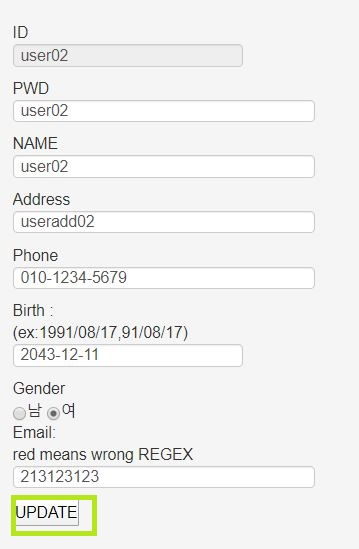 ID
user02
PWD
user02
NAME
user02
Address
useradd02
Phone
010-1234-5679
Birth :
(ex:1991/08/17,91/08/17)
2043-12-11
Gender
남 여
Email:
red means wrong REGEX
213123123
UPDATE